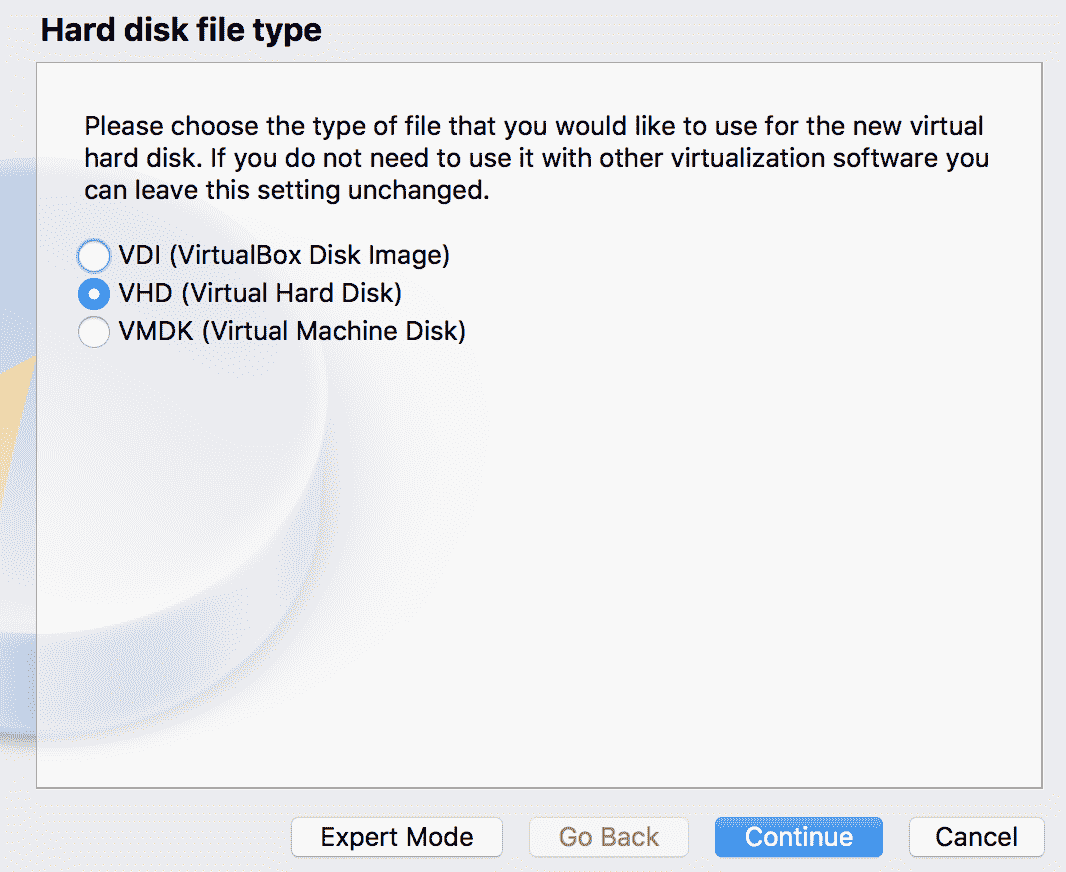 Hard disk file type
Please choose the type of file that you would like to use for the new virtual
hard disk. If you do not need to use it with other virtualization software you
can leave this setting unchanged.
VDI (VirtualBox Disk Image)
VHD (Virtual Hard Disk)
VMDK (Virtual Machine Disk)
Expert Mode
Go Back
Continue
Cancel